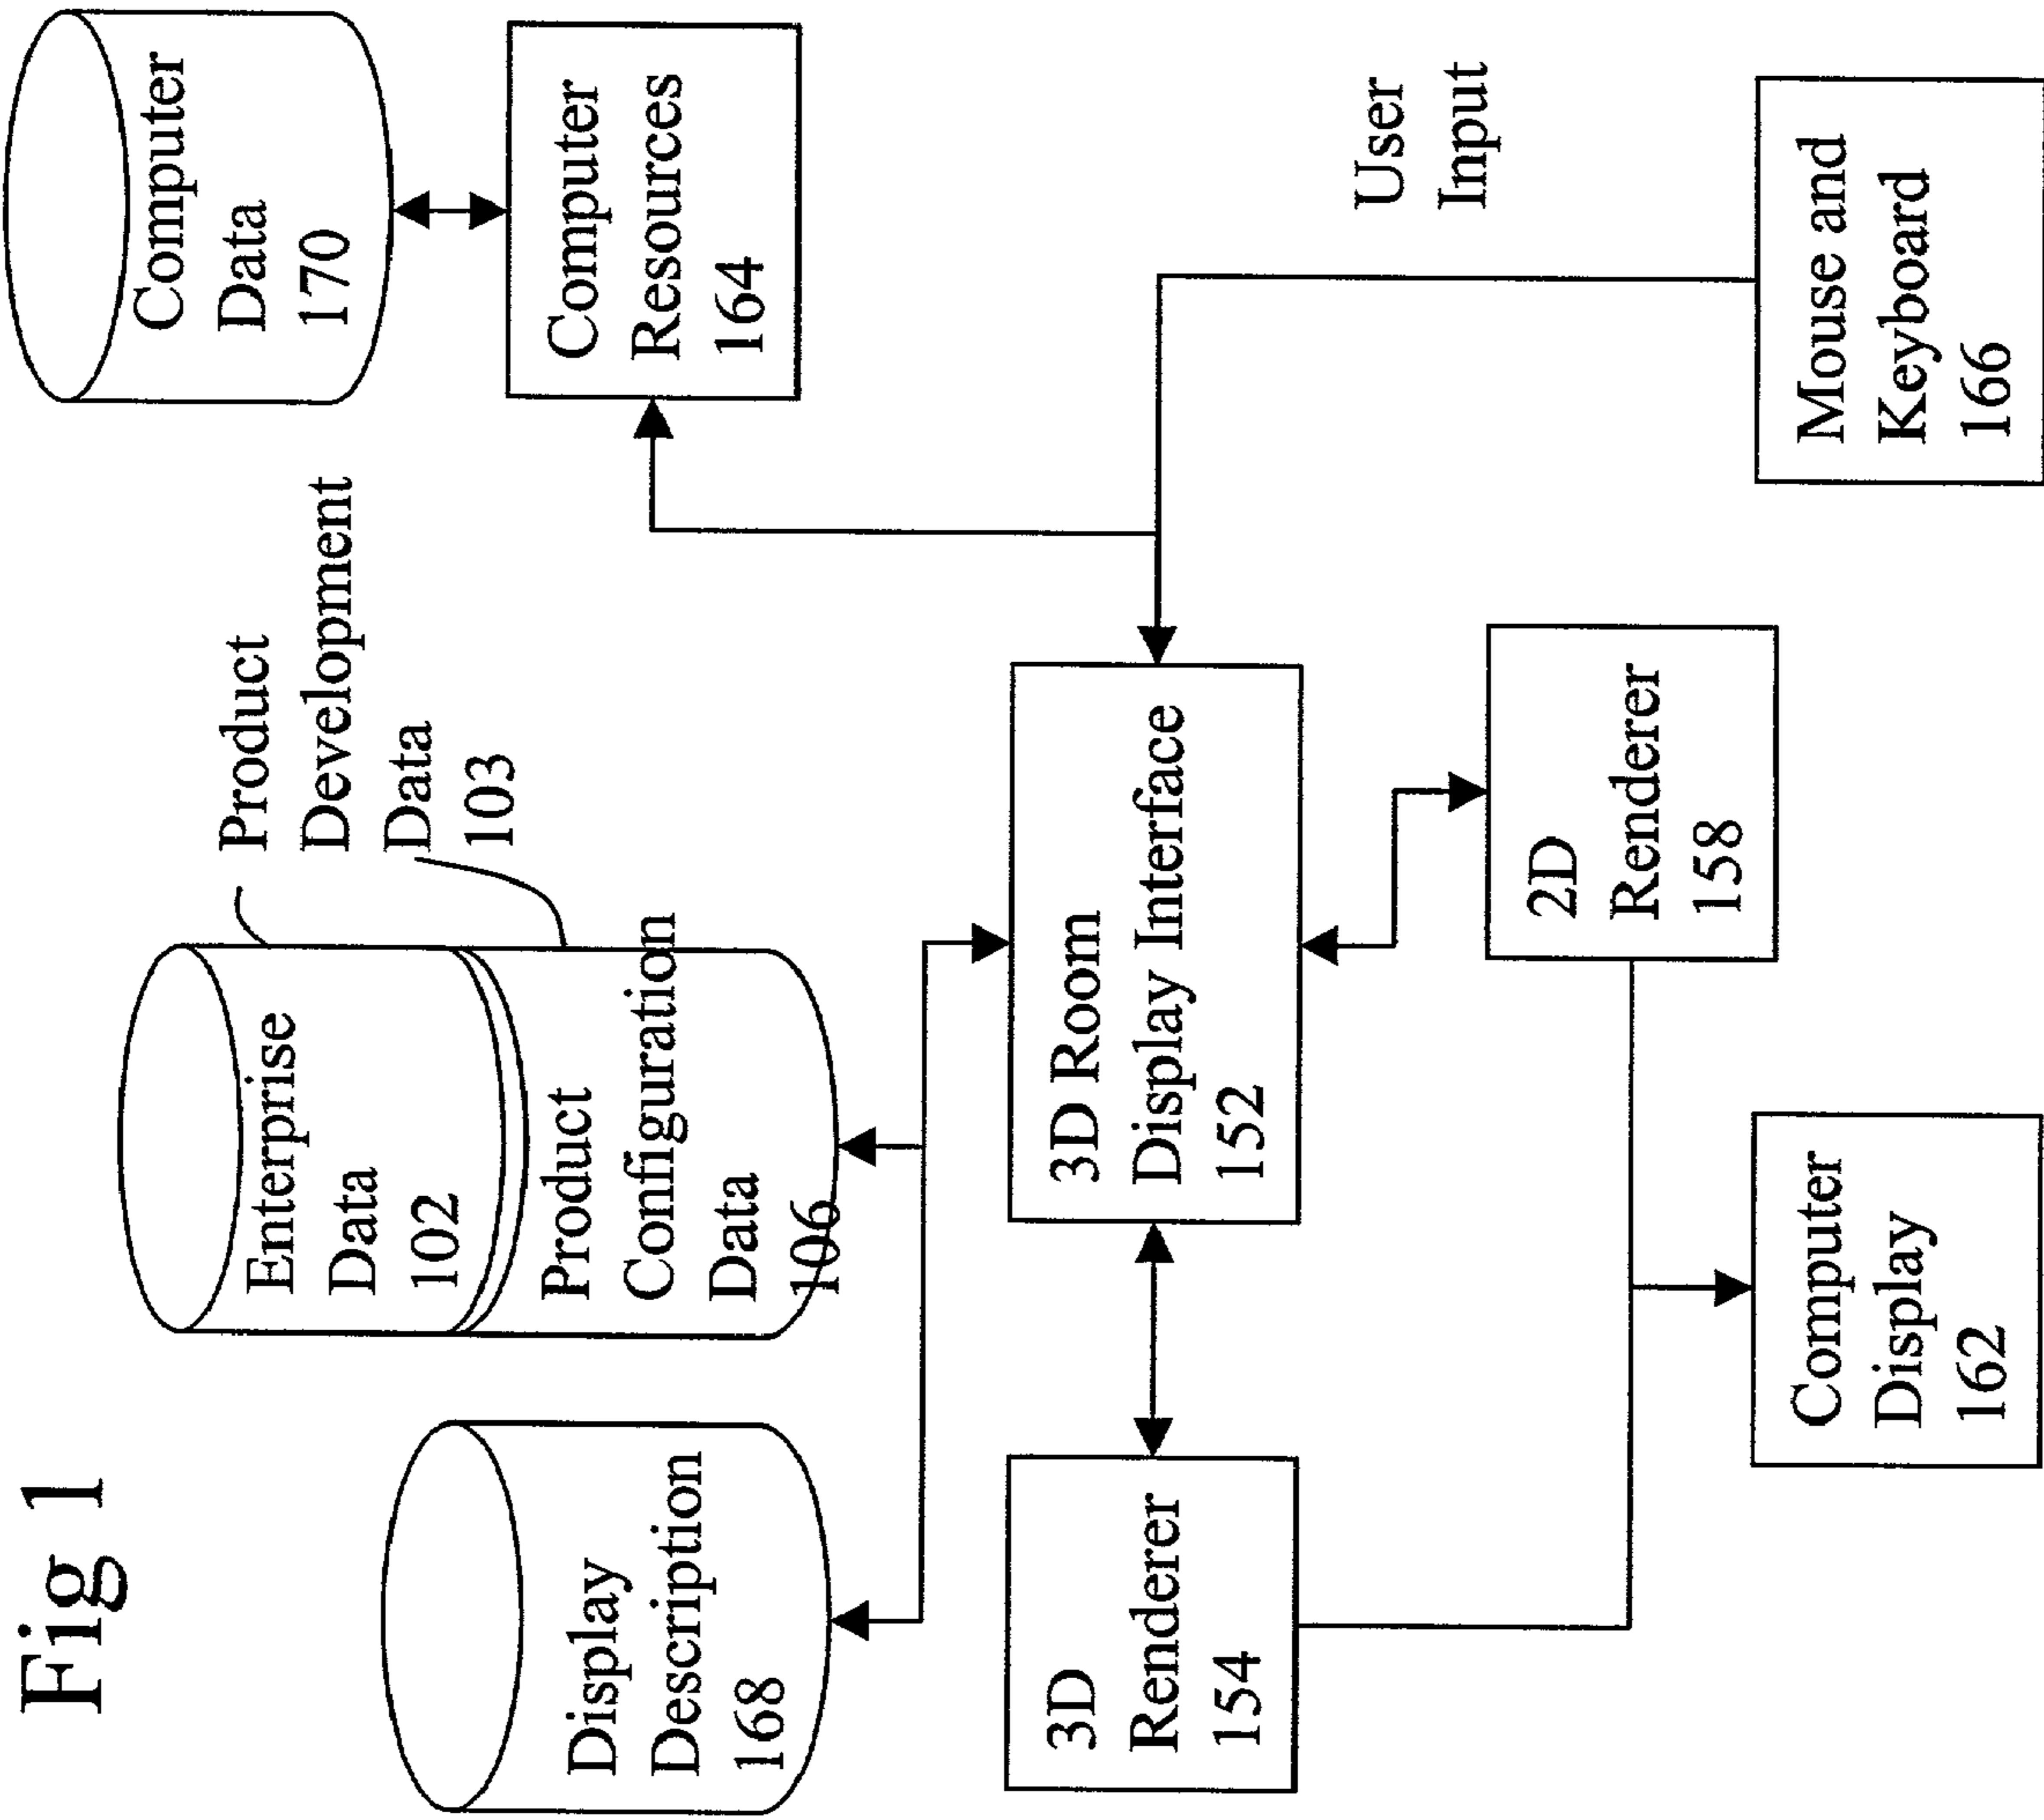 Fig 1
Display
Description
168
Enterprise
Data
102
Product
Configuration
Data
106
Product
Development
Data
103
Computer
Data
170
Computer
Resources
164
3D
Renderer
154
3D Room
Display Interface
152
2D
Renderer
158
User
Input
Computer
Display
162
Mouse and
Keyboard
166